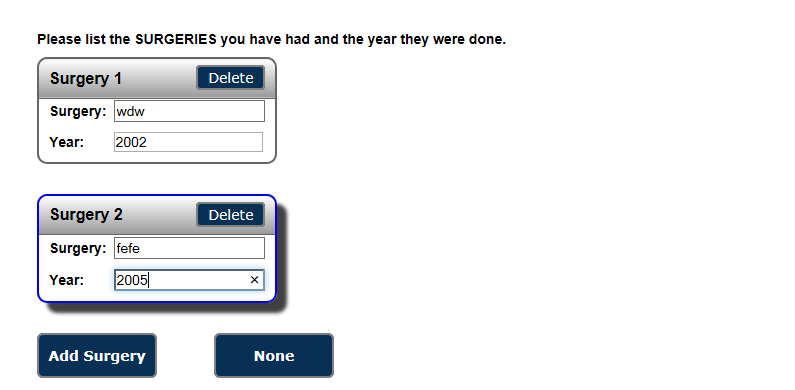 Please list the SURGERIES you have had and the year they were done.
Surgery 1 Delete
Surgery: wdw
Year: 2002
Surgery 2 Delete
Surgery: fefe
Year: 2005 ×
Add Surgery None